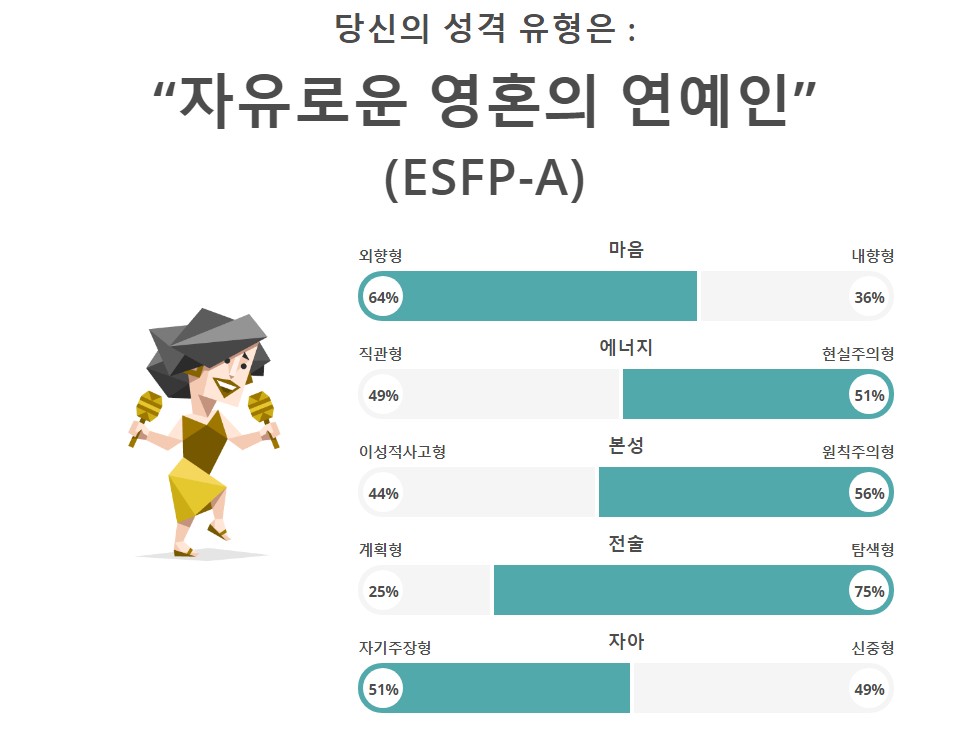 당신의 성격 유형은 :
“자유로운 영혼의 연예인”
(ESFP-A)
외향형 마음 내향형
64% 36%
직관형 에너지 현실주의형
49% 51%
이성적사고형 본성 원칙주의형
44% 56%
계획형 전술 탐색형
25% 75%
자기주장형 자아 신중형
51% 49%